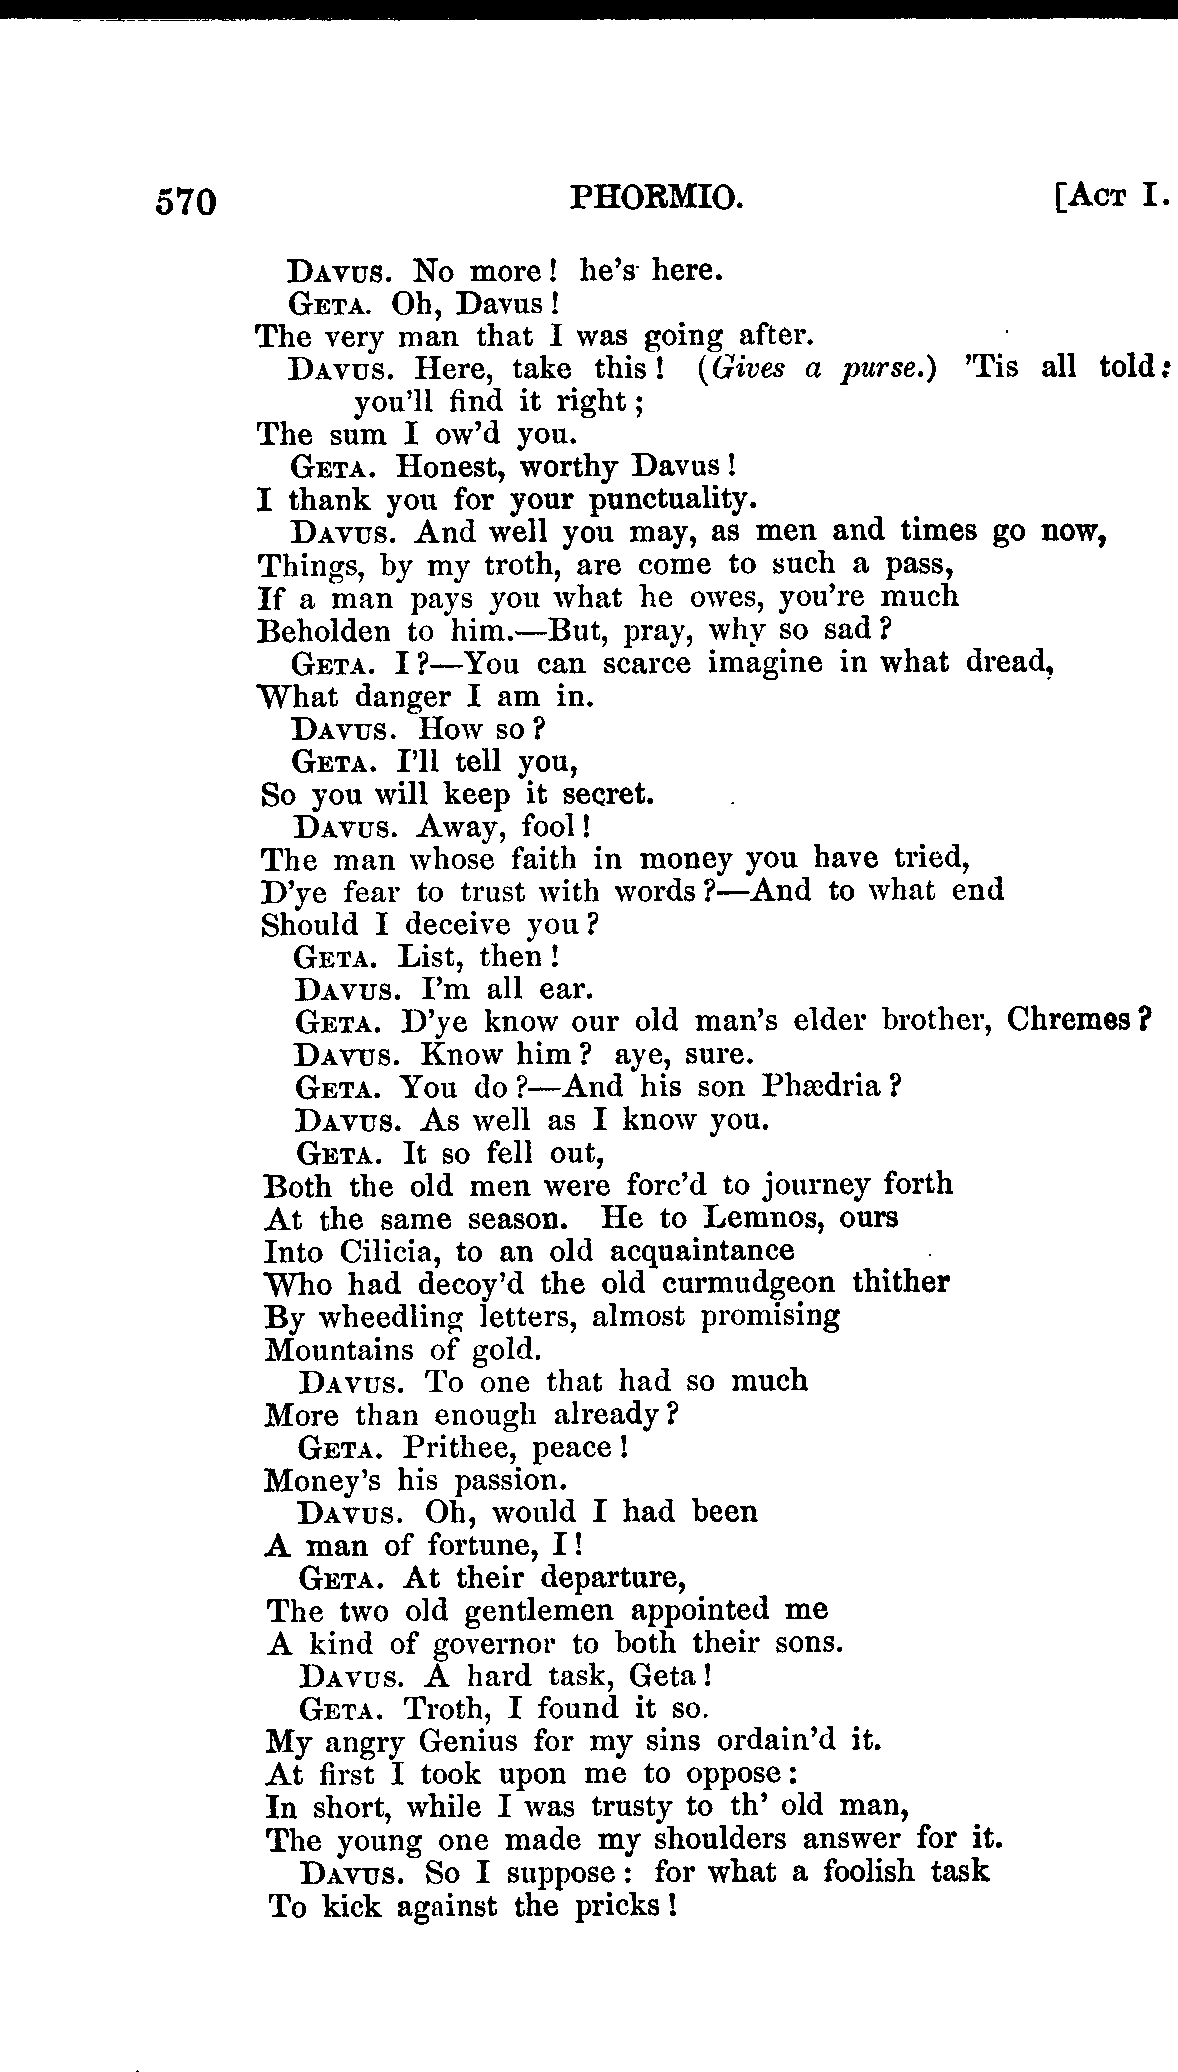 570 PHORMIO. [ACT I.
DAVUS. No more! he's here.
GETA. Oh, Davus!
The very man that I was going after.
DAVUS. Here, take this! (Gives a purse.) 'Tis all told:
you'll find it right;
The sum I ow'd you.
GETA. Honest, worthy Davus!
I thank you for your punctuality.
DAVUS. And well you may, as men and times go now,
Things, by my troth, are come to such a pass,
If a man pays you what he owes, you're much
Beholden to him.—But, pray, why so sad?
GETA. I?—You can scarce imagine in what dread,
What danger I am in.
DAVUS. How so?
GETA. I'll tell you,
So you will keep it secret.
DAVUS. Away, fool!
The man whose faith in money you have tried,
D'ye fear to trust with words?—And to what end
Should I deceive you?
GETA. List, then!
DAVUS. I'm all ear.
GETA. D'ye know our old man's elder brother, Chremes?
DAVUS. Know him? aye, sure.
GETA. You do?—And his son Phædria?
DAVUS. As well as I know you.
GETA. It so fell out,
Both the old men were forc'd to journey forth
At the same season. He to Lemnos, ours
Into Cilicia, to an old acquaintance
Who had decoy'd the old curmudgeon thither
By wheedling letters, almost promising
Mountains of gold.
DAVUS. To one that had so much
More than enough already?
GETA. Prithee, peace!
Money's his passion.
DAVUS. Oh, would I had been
A man of fortune, I!
GETA. At their departure,
The two old gentlemen appointed me
A kind of governor to both their sons.
DAVUS. A hard task, Geta!
GETA. Troth, I found it so.
My angry Genius for my sins ordain'd it.
At first I took upon me to oppose:
In short, while I was trusty to th' old man,
The young one made my shoulders answer for it.
DAVUS. So I suppose: for what a foolish task
To kick against the pricks!